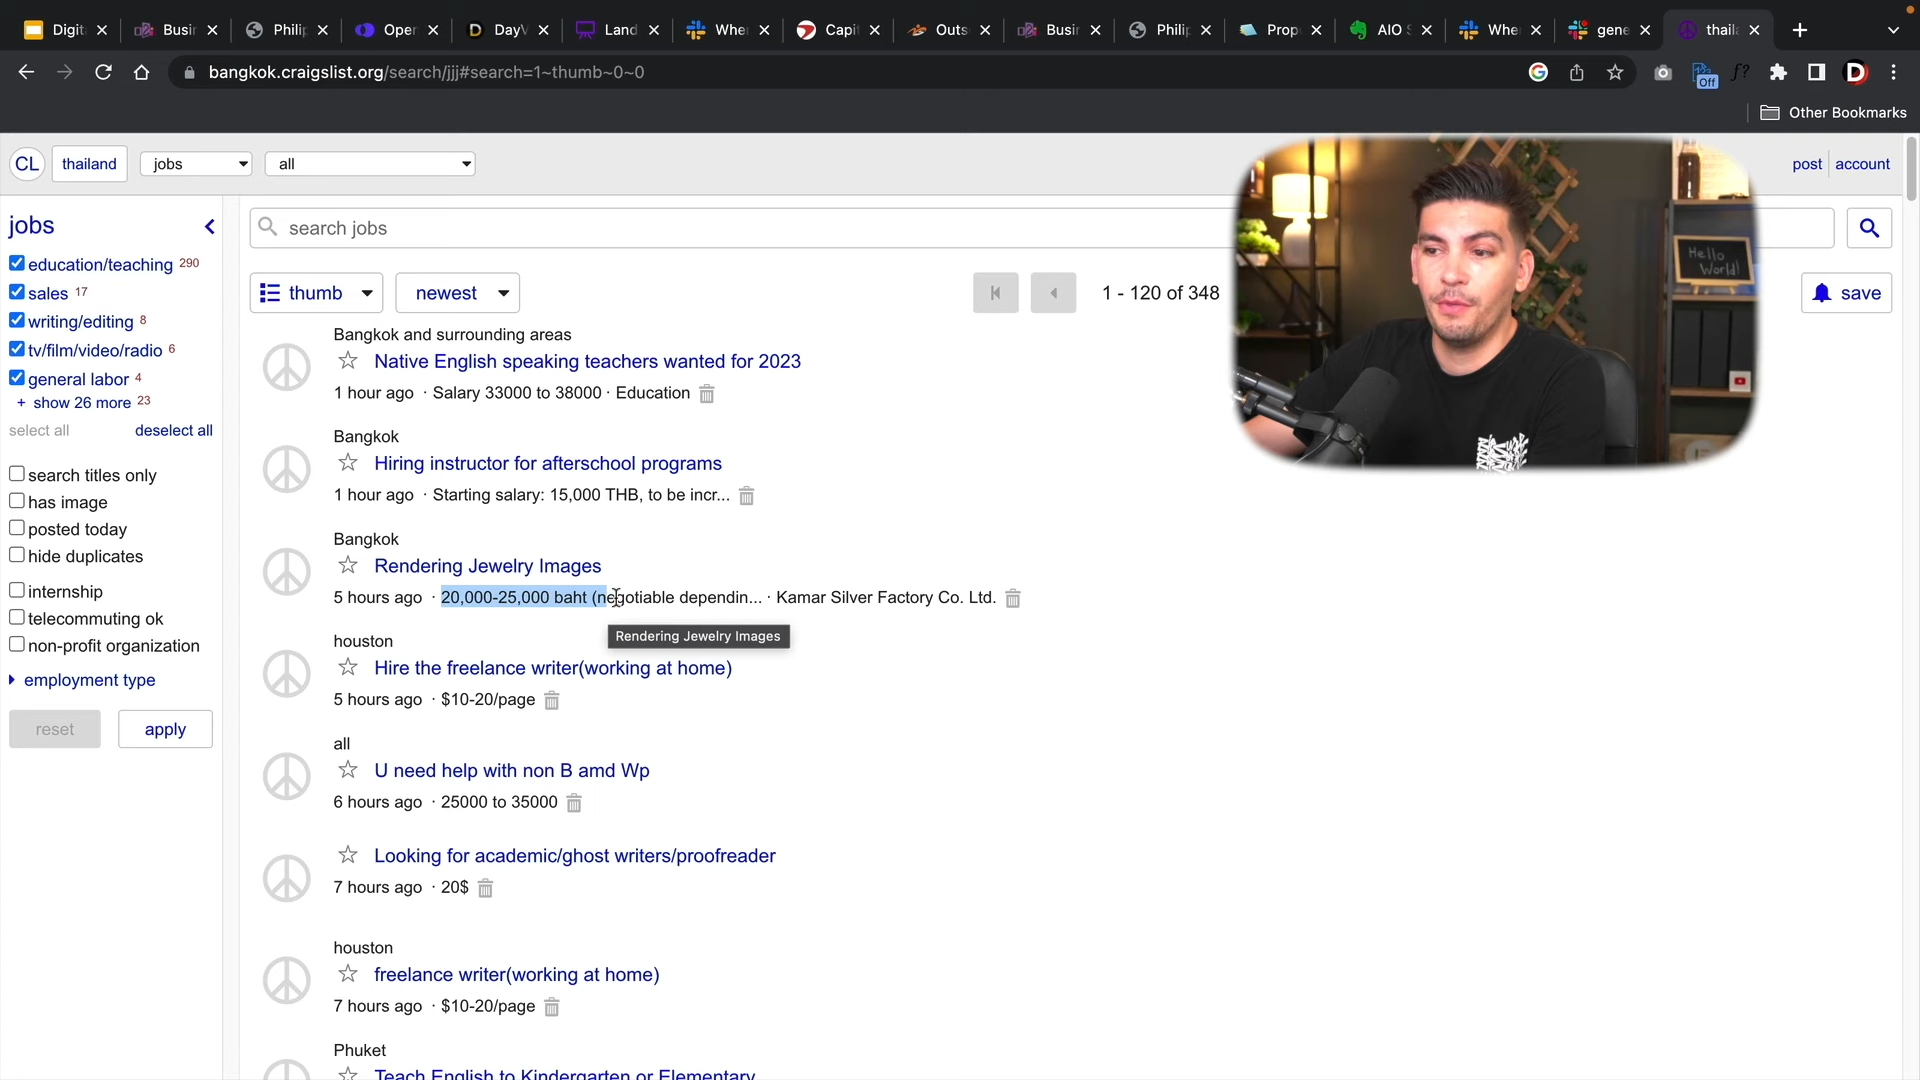 Digit
Busin
Philip
Open
DayV
Land
When
Capit
Outs
Busin
Philip
Prop
AIO S
When
gene
thaila
bangkok.craigslist.org/search/jjj#search=1~thumb~0~0
Off
f?
D
Other Bookmarks
CL
thailand
jobs
all
post
account
jobs
education/teaching 290
sales 17
writing/editing 8
tv/film/video/radio 6
general labor 4
+ show 26 more 23
select all
deselect all
search titles only
has image
posted today
hide duplicates
internship
telecommuting ok
non-profit organization
employment type
reset
apply
search jobs
thumb
newest
1 - 120 of 348
save
Hello
World!
Bangkok and surrounding areas
Native English speaking teachers wanted for 2023
1 hour ago · Salary 33000 to 38000 · Education
Bangkok
Hiring instructor for afterschool programs
1 hour ago · Starting salary: 15,000 THB, to be incr...
Bangkok
Rendering Jewelry Images
5 hours ago · 20,000-25,000 baht (negotiable dependin... · Kamar Silver Factory Co. Ltd.
Rendering Jewelry Images
houston
Hire the freelance writer(working at home)
5 hours ago · $10-20/page
all
U need help with non B amd Wp
6 hours ago · 25000 to 35000
Looking for academic/ghost writers/proofreader
7 hours ago · 20$
houston
freelance writer(working at home)
7 hours ago · $10-20/page
Phuket
Teach English to Kindergarten or Elementary